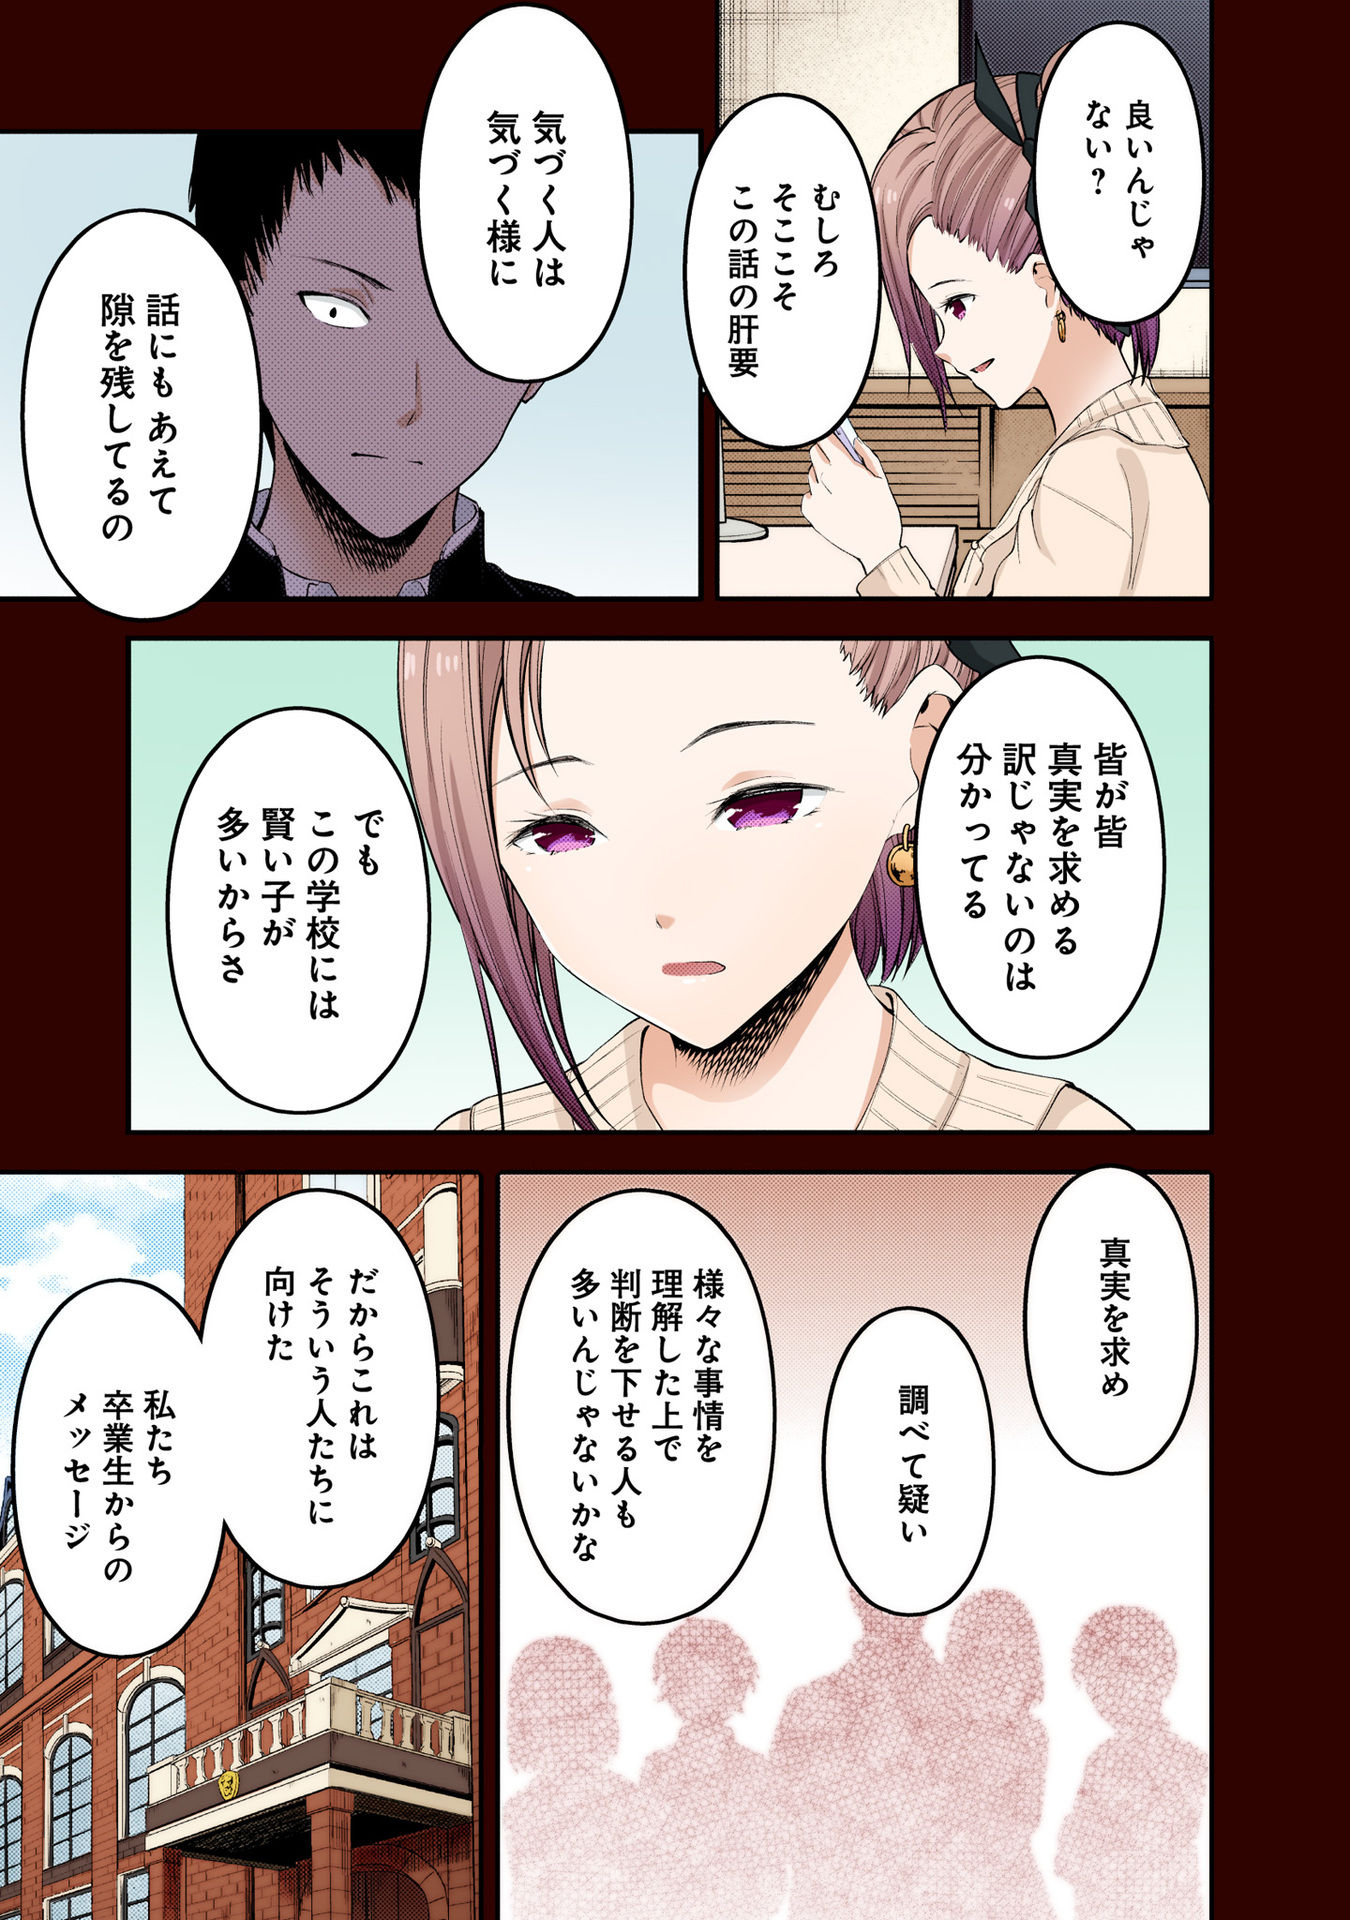 良いんじゃ
ない？
むしろ
そここそ
この話の肝要
気づく人は
気づく様に
話にもあえて
隙を残してるの
皆が皆
真実を求める
訳じゃないのは
分かってる
でも
この学校には
賢い子が
多いからさ
真実を求め
調べて疑い
様々な事情を
理解した上で
判断を下せる人も
多いんじゃないかな
だからこれは
そういう人たちに
向けた
私たち
卒業生からの
メッセージ